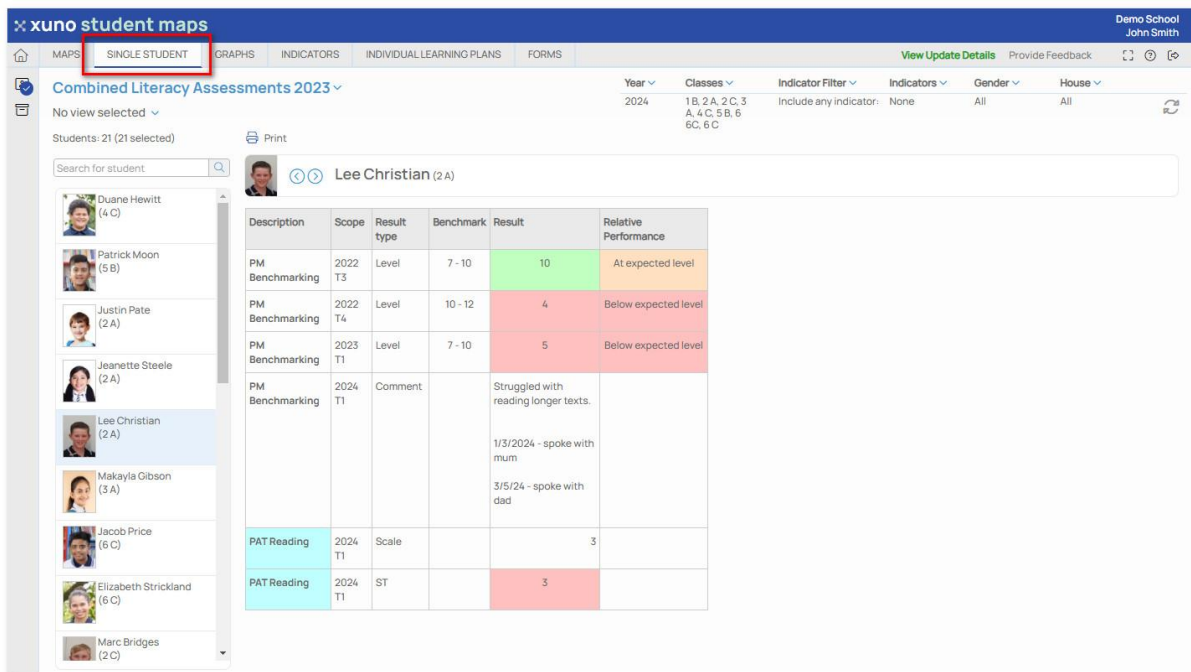 xuno student maps
Demo School
John Smith
MAPS
SINGLE STUDENT
GRAPHS
INDICATORS
INDIVIDUAL LEARNING PLANS
FORMS
View Update Details
Provide Feedback
Combined Literacy Assessments 2023
No view selected
Year
2024
Classes
1 B, 2 A, 2 C, 3
A, 4 C, 5 B, 6
6C, 6 C
Indicator Filter
Include any indicator:
Indicators
None
Gender
All
House
All
Students: 21 (21 selected)
Print
Search for student
Lee Christian (2 A)
Duane Hewitt
(4 C)
Patrick Moon
(5 B)
Justin Pate
(2 A)
Jeanette Steele
(2 A)
Lee Christian
(2 A)
Makayla Gibson
(3 A)
Jacob Price
(6 C)
Elizabeth Strickland
(6 C)
Marc Bridges
(2 C)
Description
Scope
Result
type
Benchmark
Result
Relative
Performance
PM
Benchmarking
2022
T3
Level
7 - 10
10
At expected level
PM
Benchmarking
2022
T4
Level
10 - 12
4
Below expected level
PM
Benchmarking
2023
T1
Level
7 - 10
5
Below expected level
PM
Benchmarking
2024
T1
Comment
Struggled with
reading longer texts.
1/3/2024 - spoke with
mum
3/5/24 - spoke with
dad
PAT Reading
2024
T1
Scale
3
PAT Reading
2024
T1
ST
3